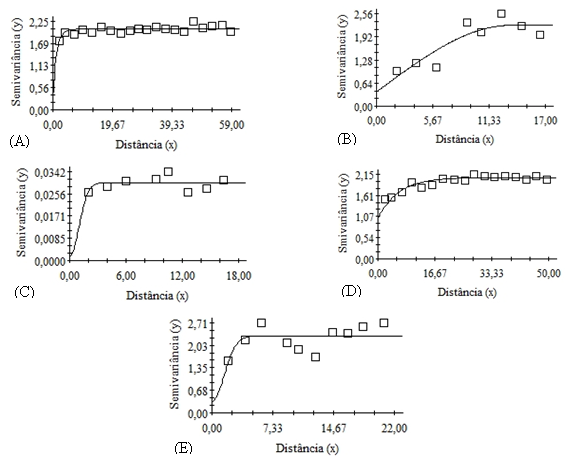 Semivariância (y)
2,25
1,69
1,12
0,56
0,00
0,00 19,67 39,33 59,00
Distância (x)
(A)
Semivariância (y)
2,56
1,92
1,28
0,64
0,00
0,00 5,67 11,33 17,00
Distância (x)
(B)
Semivariância (y)
0,0342
0,0256
0,0171
0,0085
0,0000
0,00 6,00 12,00 18,00
Distância (x)
(C)
Smivariância (y)
2,15
1,61
1,07
0,54
0,00
0,00 16,67 33,33 50,00
Distância (x)
(D)
Semivariância (y)
2,71
2,03
1,35
0,68
0,00
0,00 7,33 14,67 22,00
Distância (x)
(E)